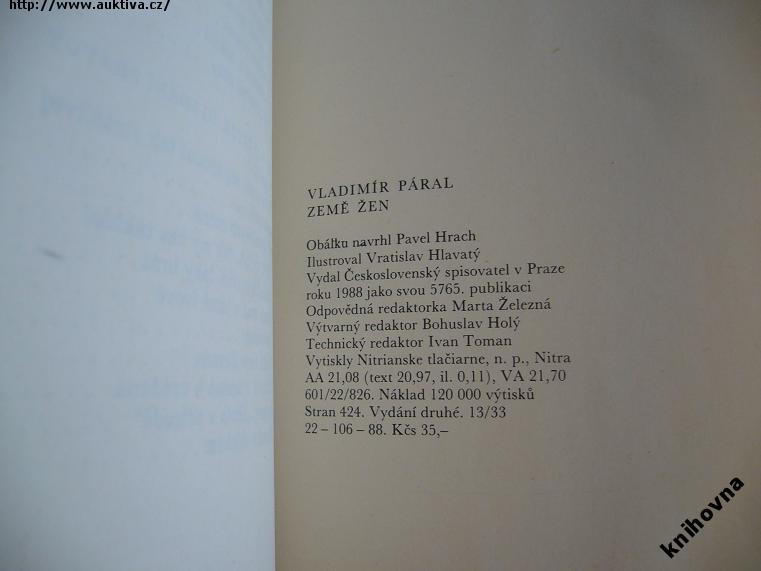 http://www.auktiva.cz/
VLADIMÍR PÁRAL
ZEMĚ ŽEN
Obálku navrhl Pavel Hrach
Ilustroval Vratislav Hlavatý
Vydal Československý spisovatel v Praze
roku 1988 jako svou 5765. publikaci
Odpovědná redaktorka Marta Železná
Výtvarný redaktor Bohuslav Holý
Technický redaktor Ivan Toman
Vytiskly Nitrianske tlačiarne, n. p., Nitra
AA 21,08 (text 20,97, il. 0,11), VA 21,70
601/22/826. Náklad 120 000 výtisků
Stran 424. Vydání druhé. 13/33
22 – 106 – 88. Kčs 35,–
knihovna